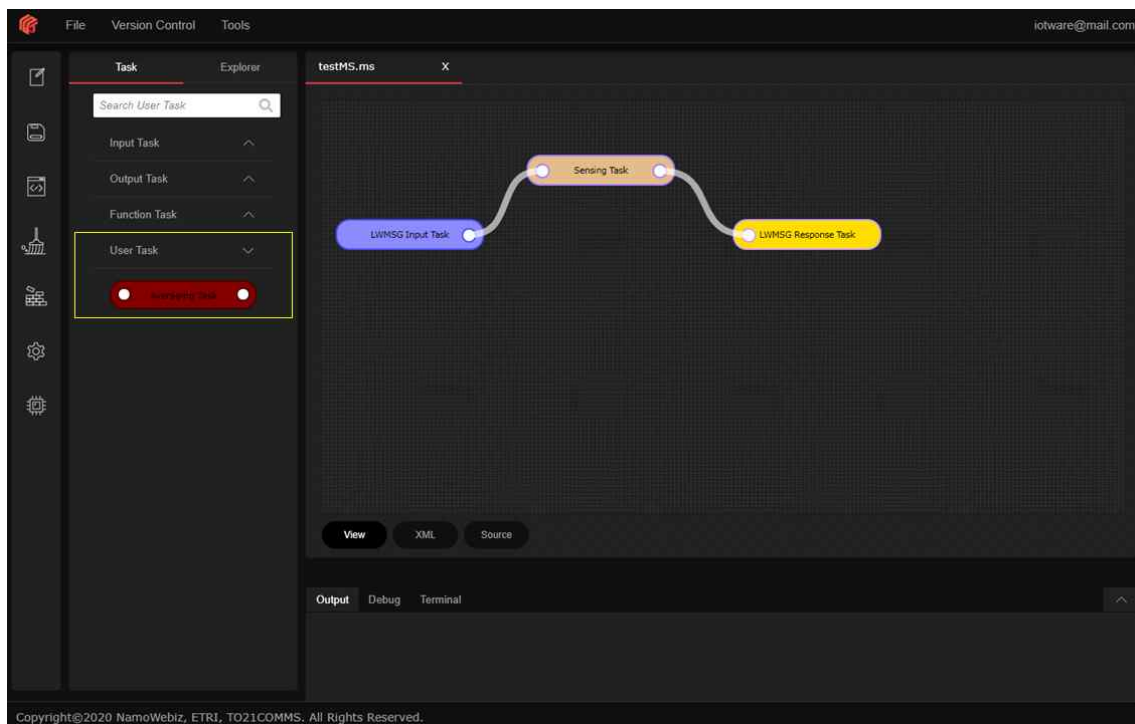 File Version Control Tools iotware@mail.com
Task Explorer
testMS.ms X
Search User Task
Input Task
Output Task
Function Task
User Task
Task
Sensing Task
LWMSG Input Task
LWMSG Response Task
View XML Source
Output Debug Terminal
Copyright@2020 NamoWebiz, ETRI, TO21COMMS. All Rights Reserved.